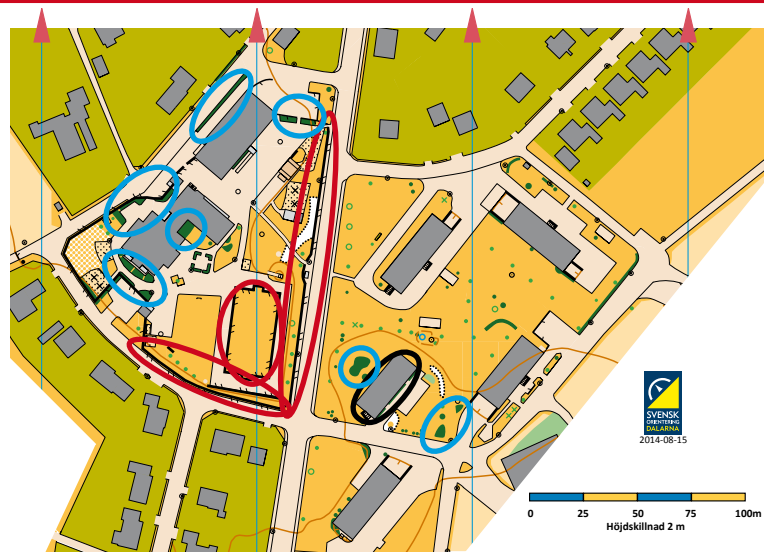 SVENSK
ORIENTERING
DALARNA
2014-08-15
0 25 50 75 100m
Höjdskillnad 2 m